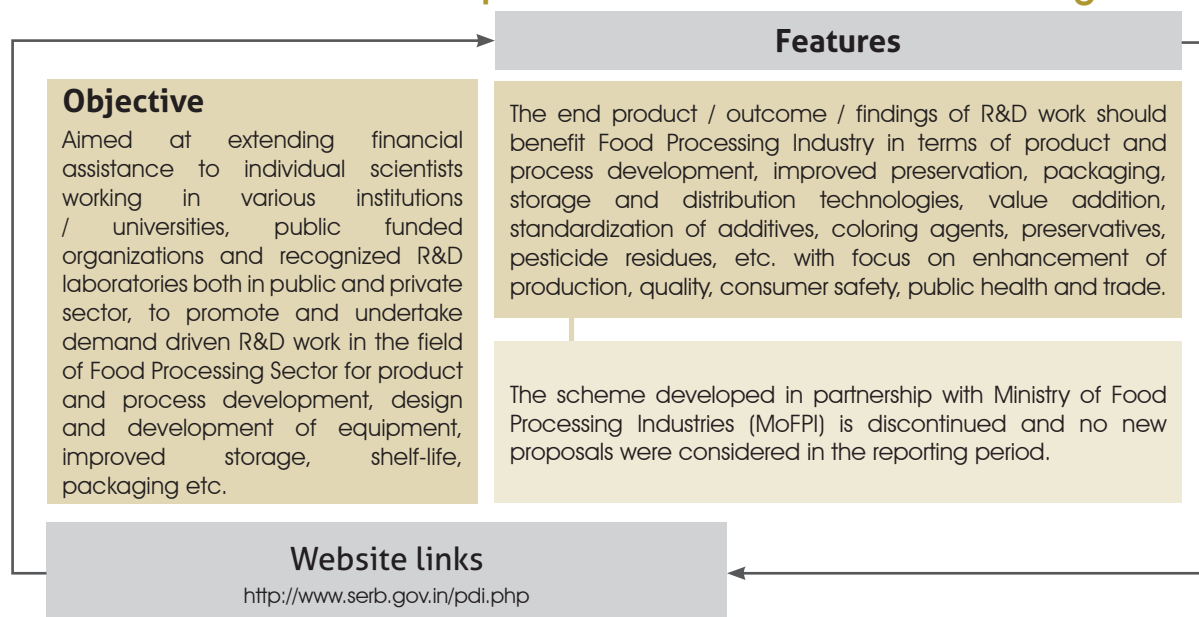 Objective
Aimed at extending financial
assistance to individual scientists
working in various institutions
/ universities, public funded
organizations and recognized R&D
laboratories both in public and private
sector, to promote and undertake
demand driven R&D work in the field
of Food Processing Sector for product
and process development, design
and development of equipment,
improved storage, shelf-life,
packaging etc.
Features
The end product / outcome / findings of R&D work should
benefit Food Processing Industry in terms of product and
process development, improved preservation, packaging,
storage and distribution technologies, value addition,
standardization of additives, coloring agents, preservatives,
pesticide residues, etc. with focus on enhancement of
production, quality, consumer safety, public health and trade.
The scheme developed in partnership with Ministry of Food
Processing Industries (MoFPI) is discontinued and no new
proposals were considered in the reporting period.
Website links
http://www.serb.gov.in/pdi.php